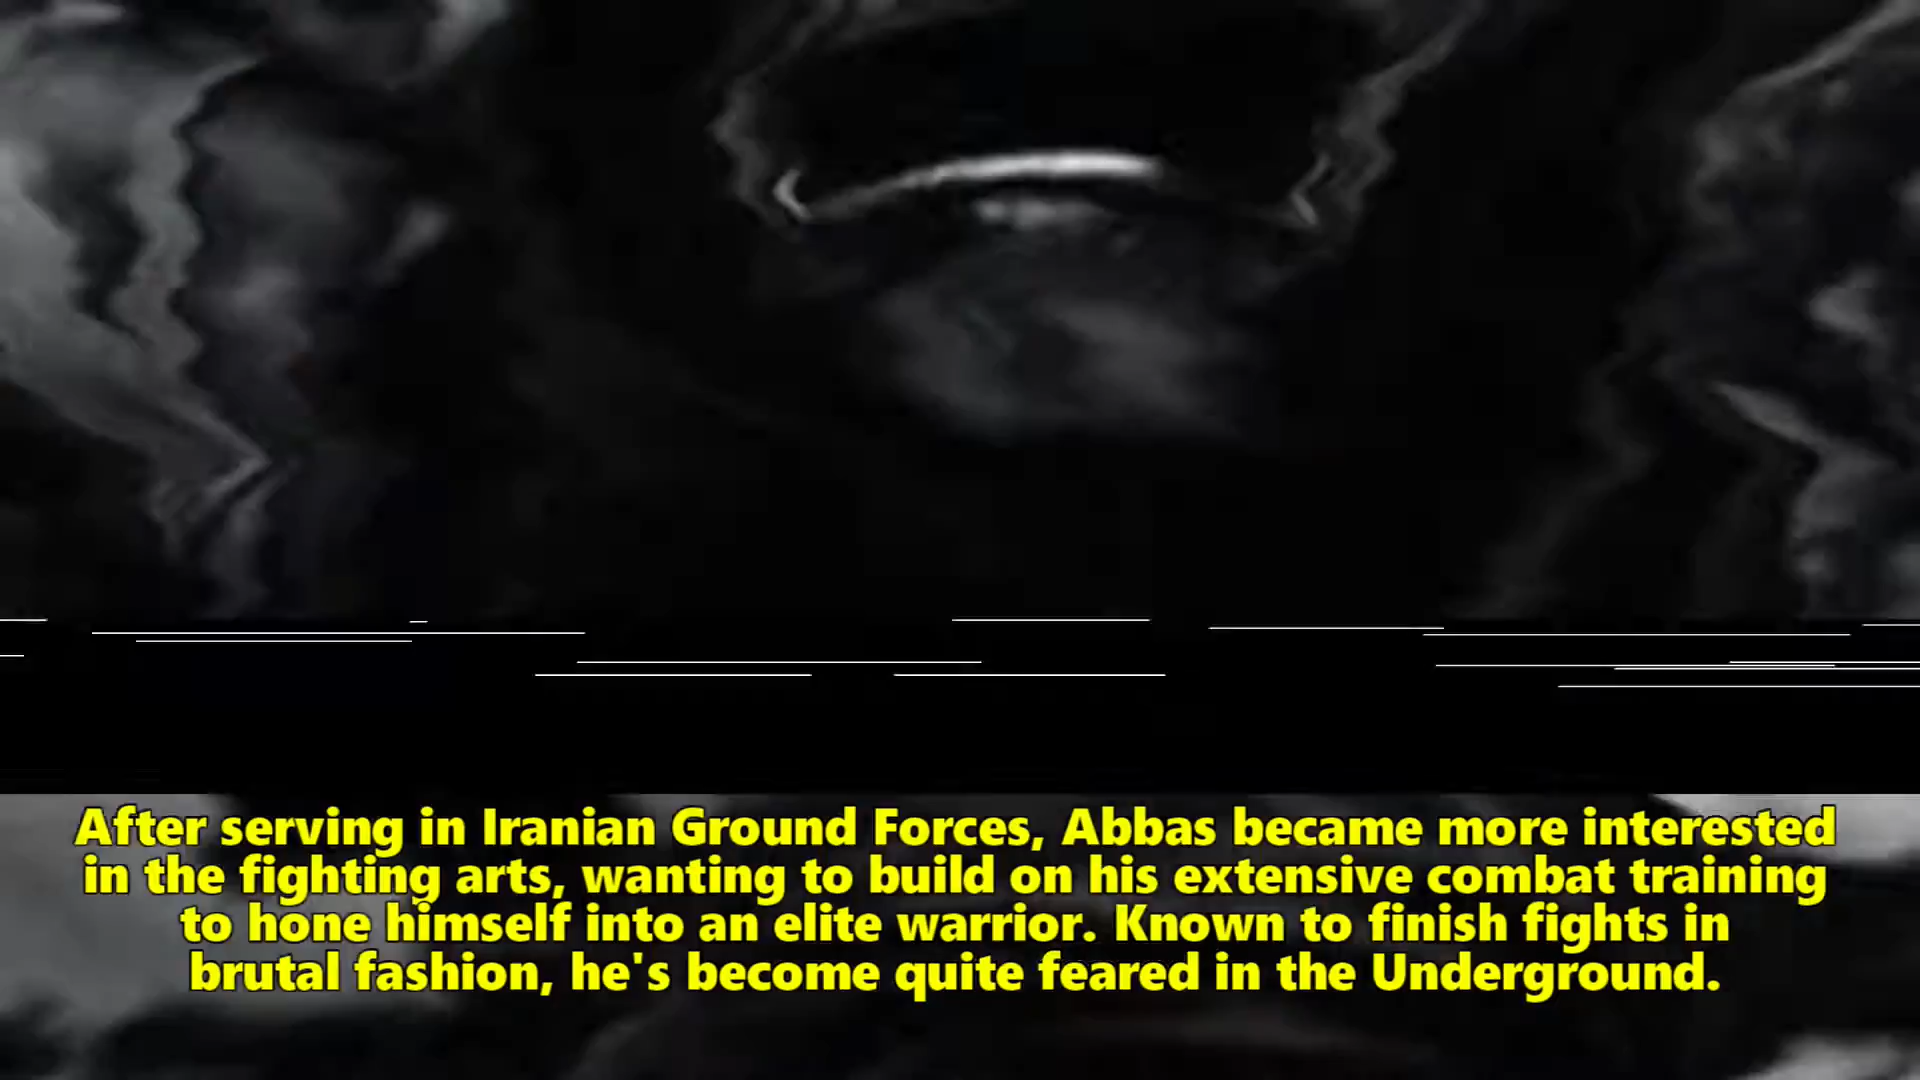 After serving in Iranian Ground Forces, Abbas became more interested
in the fighting arts, wanting to build on his extensive combat training
to hone himself into an elite warrior. Known to finish fights in
brutal fashion, he's become quite feared in the Underground.